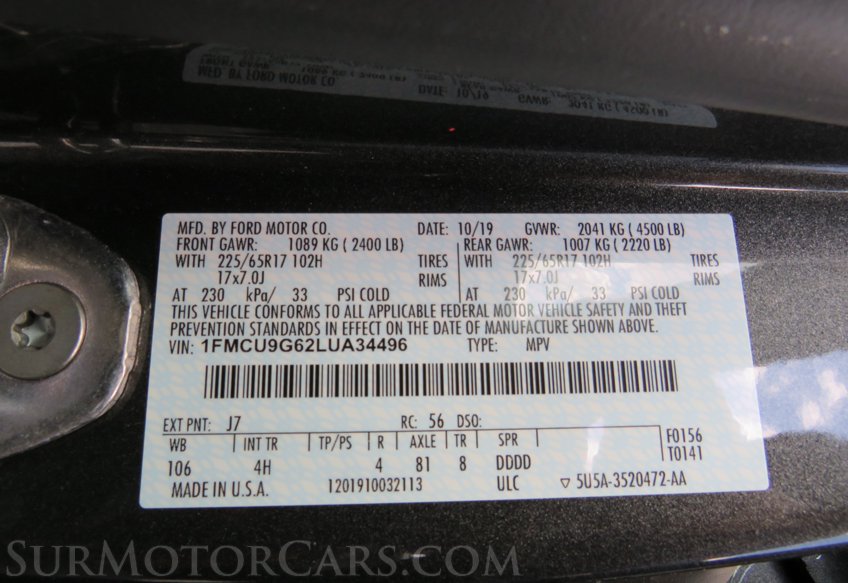 MFD. BY FORD MOTOR CO. DATE: 10/19 GVWR: 2041 KG ( 4500 LB)
FRONT GAWR: 1089 KG ( 2400 LB) REAR GAWR: 1007 KG ( 2220 LB)
WITH 225/65R17 102H TIRES WITH 225/65R17 102H TIRES
17x7.0J RIMS 17x7.0J RIMS
AT 230 kPa/ 33 PSI COLD AT 230 kPa/ 33 PSI COLD
THIS VEHICLE CONFORMS TO ALL APPLICABLE FEDERAL MOTOR VEHICLE SAFETY AND THEFT
PREVENTION STANDARDS IN EFFECT ON THE DATE OF MANUFACTURE SHOWN ABOVE.
VIN: 1FMCU9G62LUA34496 TYPE: MPV
EXT PNT: J7 RC: 56 DSO:
WB INT TR TP/PS R AXLE TR SPR F0156
T0141
106 4H 4 81 8 DDDD
MADE IN U.S.A. 1201910032113 ULC ▽ 5U5A-3520472-AA
SurMotorCars.com